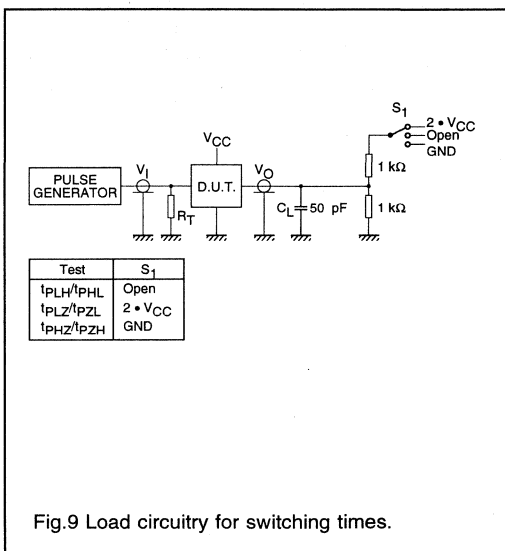 S1
2 • VCC
Open
GND
VCC
1 kΩ
PULSE
GENERATOR
VI
D.U.T.
VO
RT
CL
50 pF
1 kΩ
Test S1
tPLH/tPHL Open
tPLZ/tPZL 2 • VCC
tPHZ/tPZH GND
Fig.9 Load circuitry for switching times.